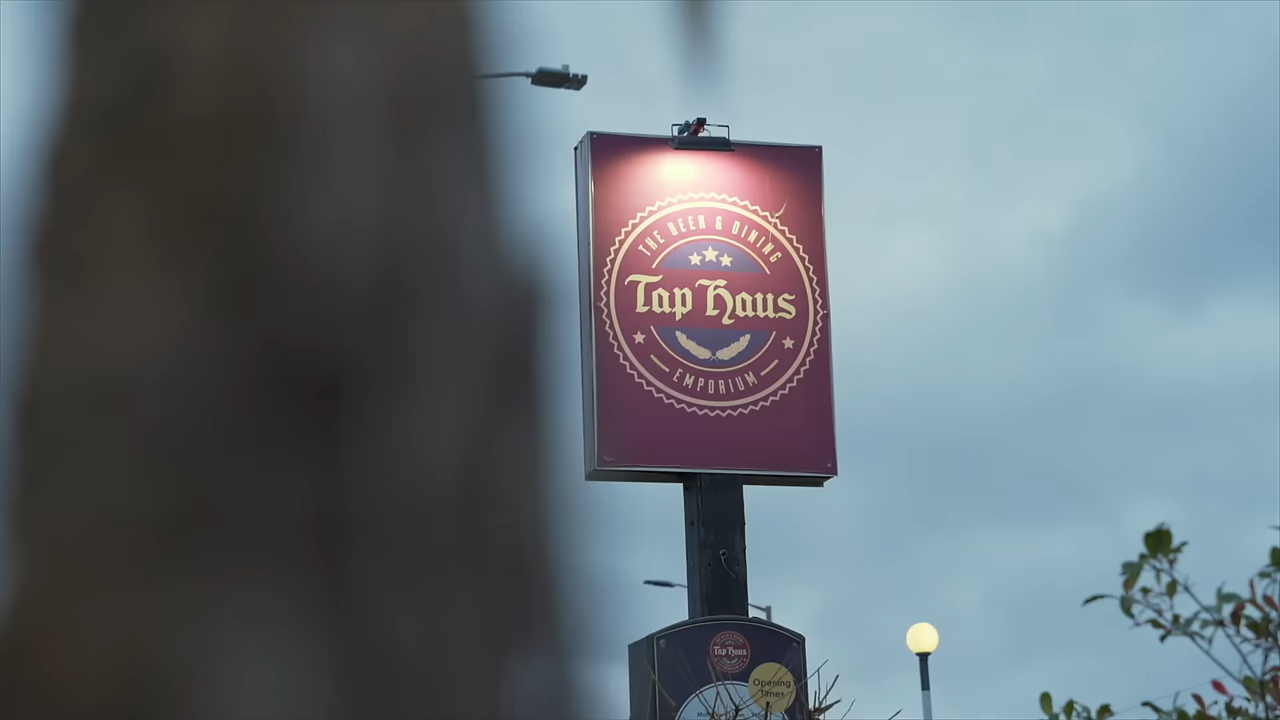 THE BEER & DINING
Tap Haus
EMPORIUM
Tap Haus
Opening
Times